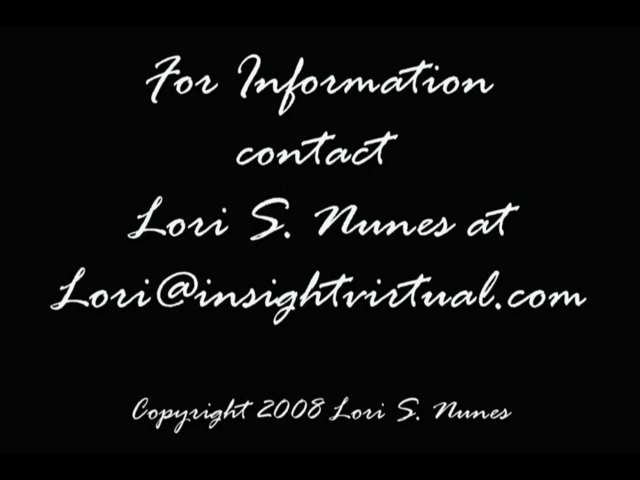 For Information
contact
Lori S. Nunes at
Lori@insightvirtual.com
Copyright 2008 Lori S. Nunes